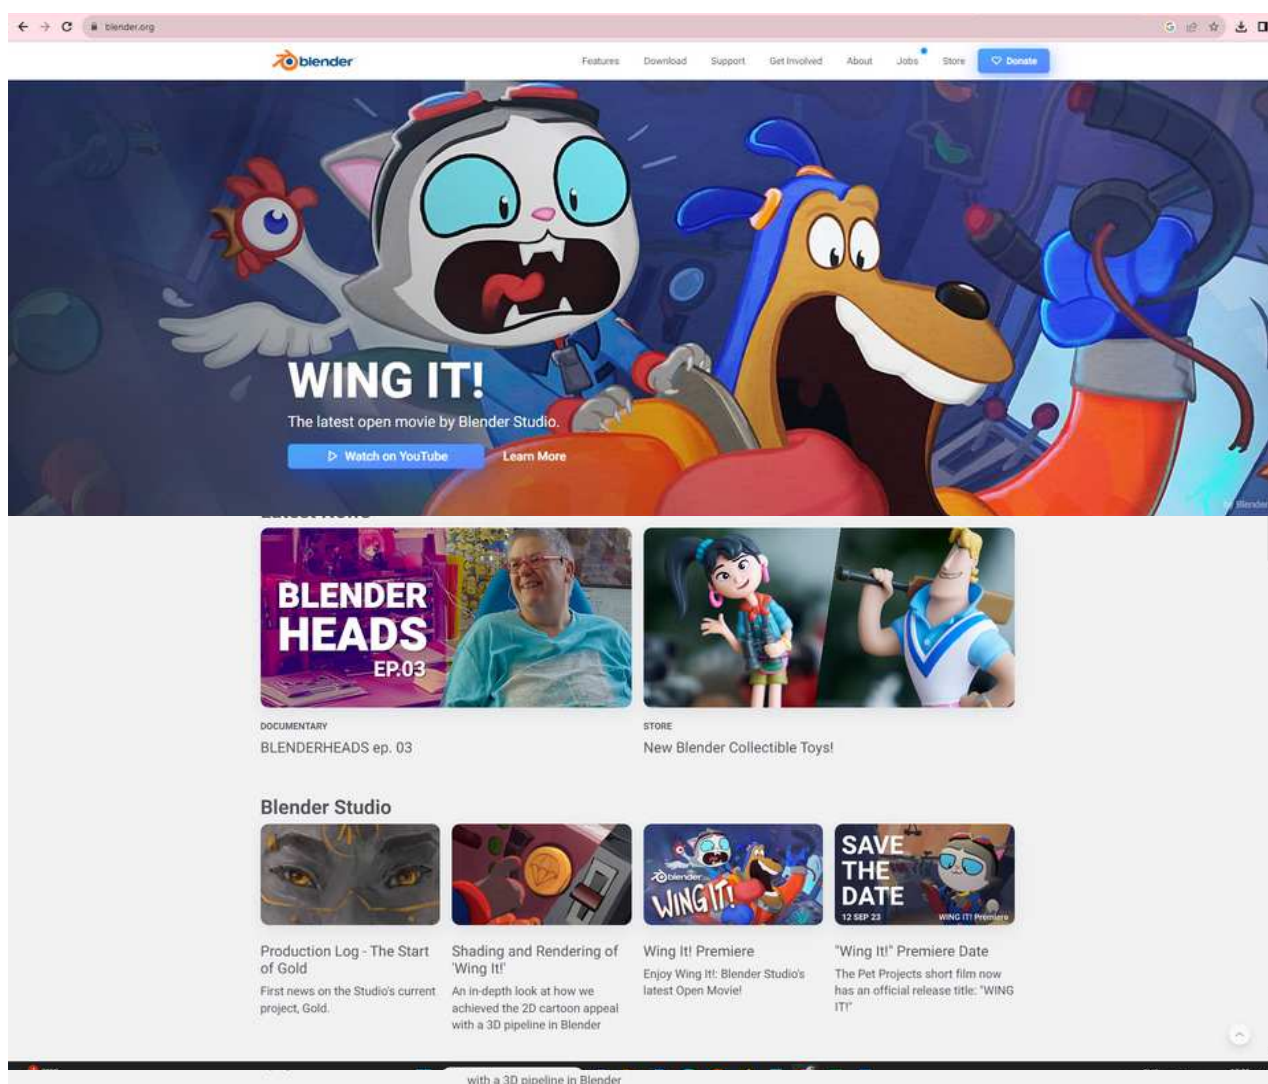 blender.org
blender
Features Download Support Get Involved About Jobs Store Donate
WING IT!
The latest open movie by Blender Studio.
Watch on YouTube Learn More
by Blender
Latest News
BLENDER
HEADS
EP.03
DOCUMENTARY
BLENDERHEADS ep. 03
STORE
New Blender Collectible Toys!
Blender Studio
blender
WING IT!
SAVE
THE
DATE
12 SEP 23
WING IT! Premiere
Production Log - The Start
of Gold
First news on the Studio's current
project, Gold.
Shading and Rendering of
'Wing It!'
An in-depth look at how we
achieved the 2D cartoon appeal
with a 3D pipeline in Blender
Wing It! Premiere
Enjoy Wing It!: Blender Studio's
latest Open Movie!
"Wing It!" Premiere Date
The Pet Projects short film now
has an official release title: "WING
IT!"
with a 3D pipeline in Blender